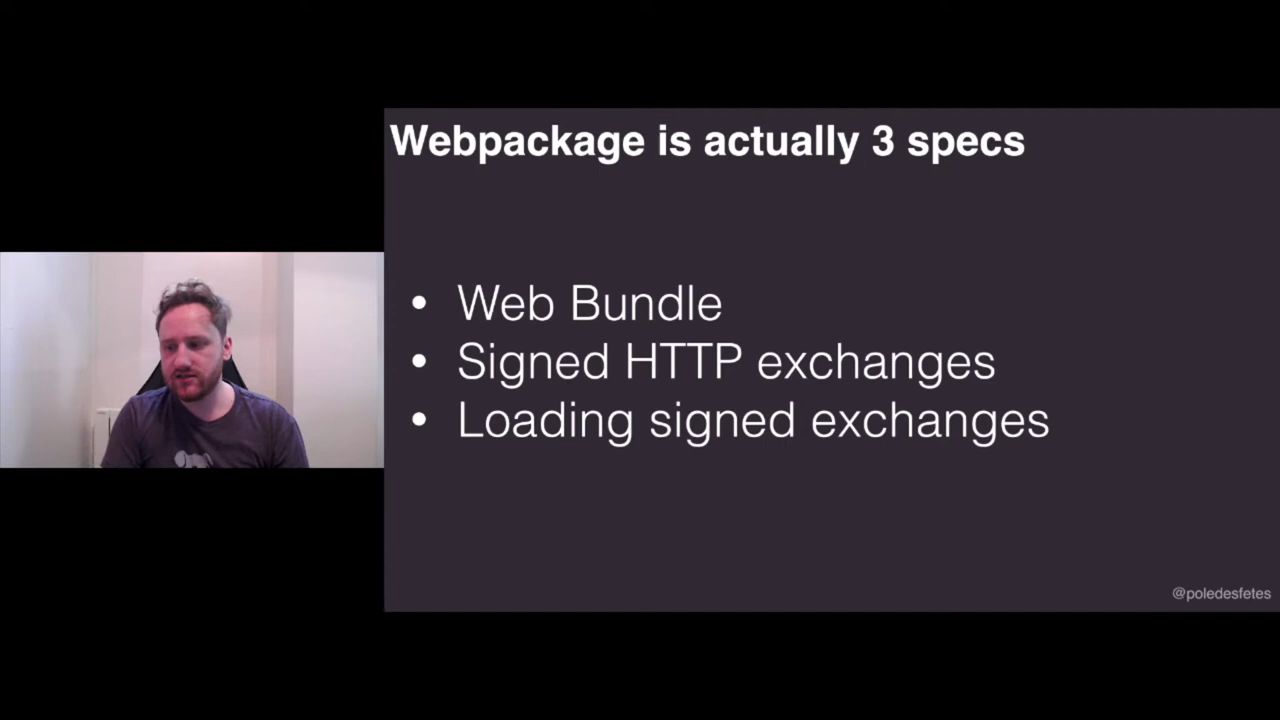 Webpackage is actually 3 specs
• Web Bundle
• Signed HTTP exchanges
• Loading signed exchanges
@poledesfetes